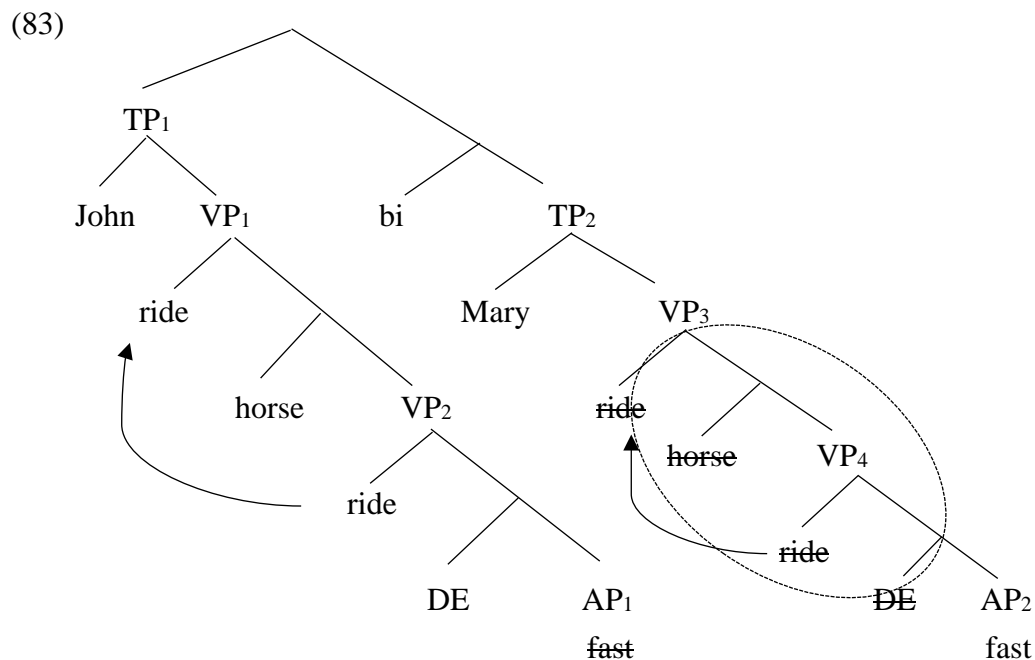 (83)
TP₁
John VP₁ bi TP₂
ride Mary VP₃
horse VP₂ ride
horse VP₄
ride
ride
DE AP₁ DE AP₂
fast fast